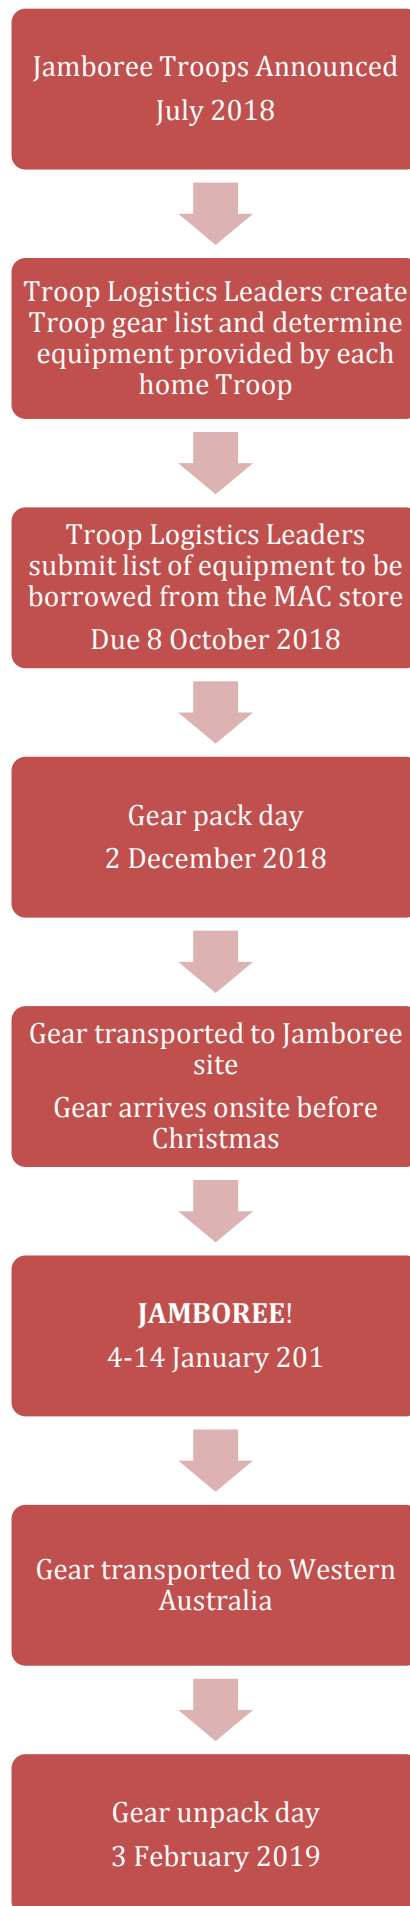 Jamboree Troops Announced
July 2018
Troop Logistics Leaders create
Troop gear list and determine
equipment provided by each
home Troop
Troop Logistics Leaders
submit list of equipment to be
borrowed from the MAC store
Due 8 October 2018
Gear pack day
2 December 2018
Gear transported to Jamboree
site
Gear arrives onsite before
Christmas
JAMBOREE!
4-14 January 201
Gear transported to Western
Australia
Gear unpack day
3 February 2019